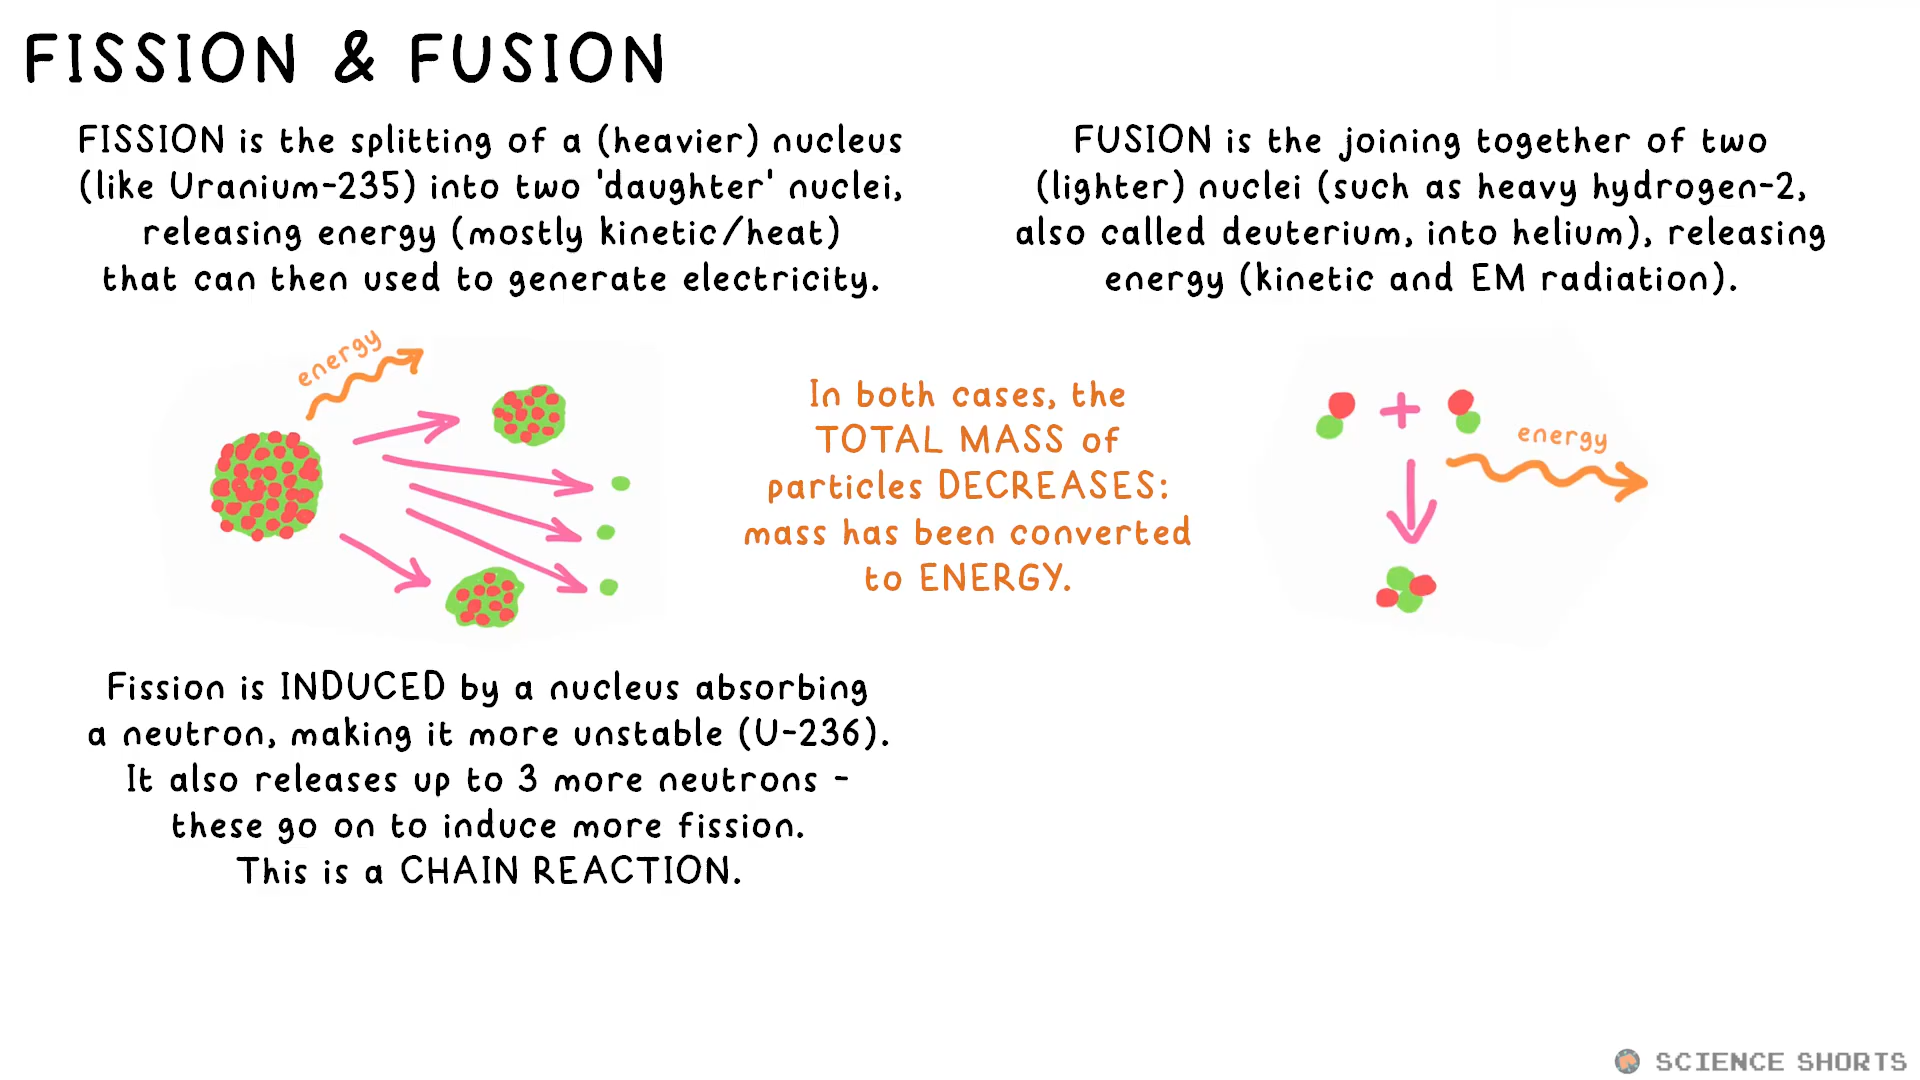 FISSION & FUSION
FISSION is the splitting of a (heavier) nucleus
(like Uranium-235) into two 'daughter' nuclei,
releasing energy (mostly kinetic/heat)
that can then used to generate electricity.
FUSION is the joining together of two
(lighter) nuclei (such as heavy hydrogen-2,
also called deuterium, into helium), releasing
energy (kinetic and EM radiation).
energy
In both cases, the
TOTAL MASS of
particles DECREASES:
mass has been converted
to ENERGY.
+
energy
Fission is INDUCED by a nucleus absorbing
a neutron, making it more unstable (U-236).
It also releases up to 3 more neutrons -
these go on to induce more fission.
This is a CHAIN REACTION.
SCIENCE SHORTS